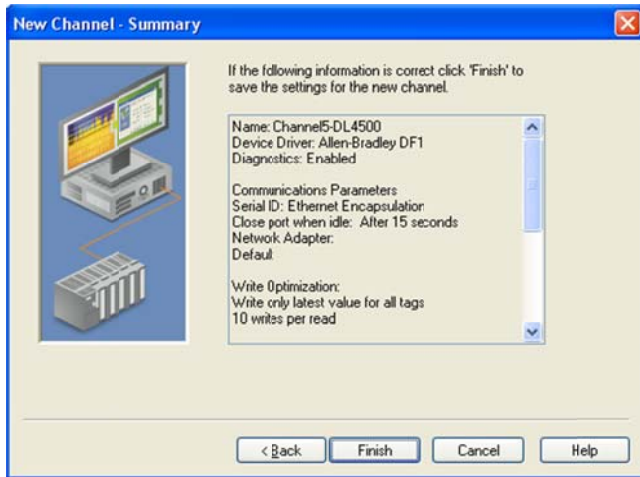 New Channel - Summary
If the following information is correct click 'Finish' to
save the settings for the new channel.
Name: Channel5-DL4500
Device Driver: Allen-Bradley DF1
Diagnostics: Enabled
Communications Parameters
Serial ID: Ethernet Encapsulation
Close port when idle: After 15 seconds
Network Adapter:
Default
Write Optimization:
Write only latest value for all tags
10 writes per read
< Back
Finish
Cancel
Help